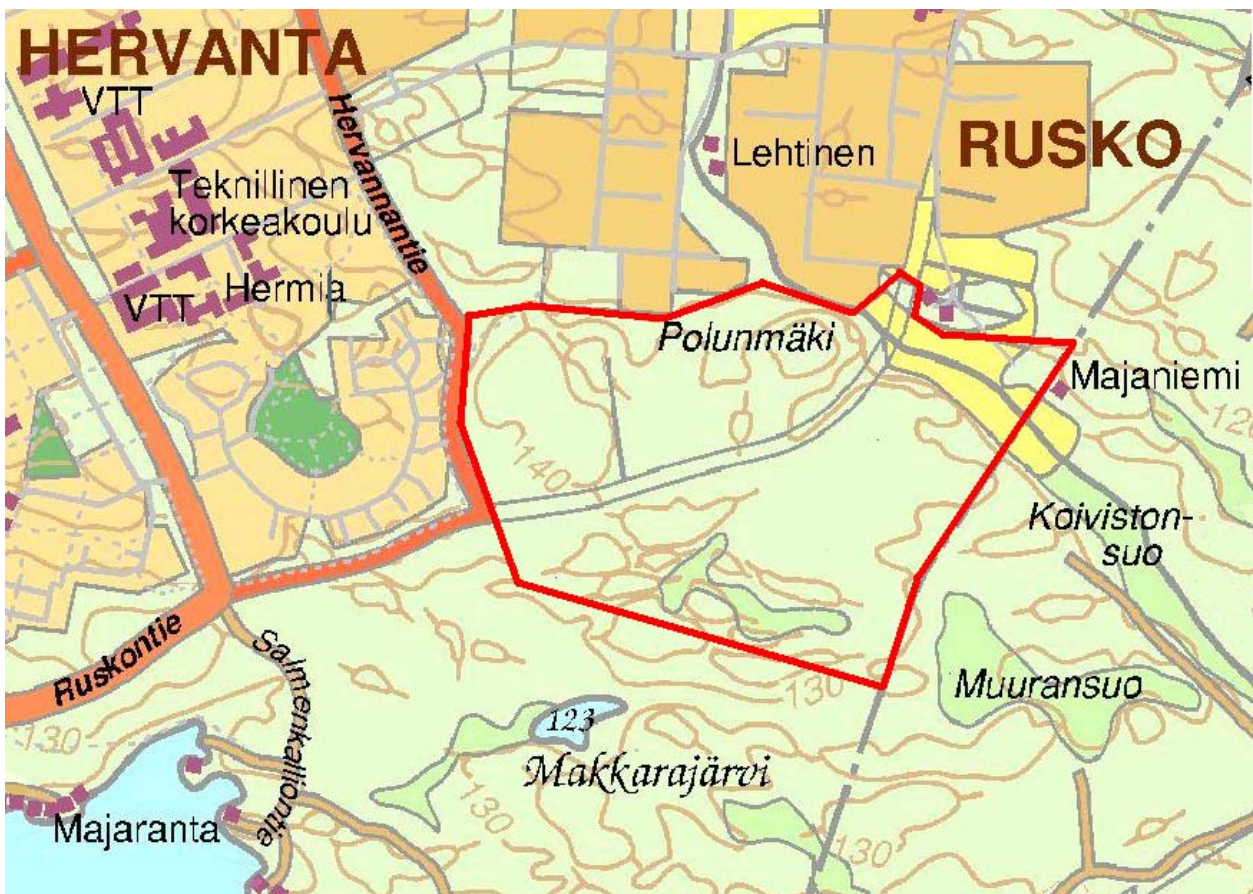 HERVANTA
VTT
Hervannantie
Lehtinen
RUSKO
Teknillinen
korkeakoulu
VTT
Hermia
Polunmäki
Majaniemi
140
Koiviston-
suo
Ruskontie
Salmenkalliontie
130
Muuransuo
123
Makkarajärvi
130
130
Majaranta
130